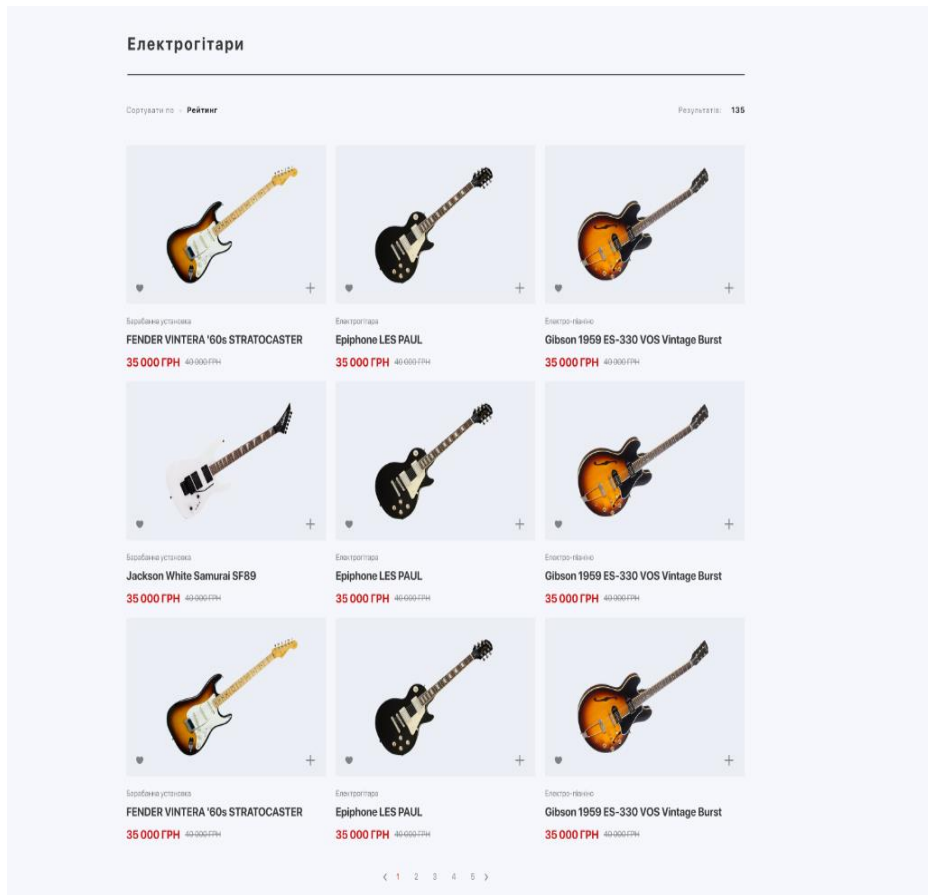 Електрогітари
Сортувати по - Рейтинг
Результатів: 135
Барабанна установка
FENDER VINTERA '60s STRATOCASTER
35 000 ГРН 40 000 ГРН
Електрогітара
Epiphone LES PAUL
35 000 ГРН 40 000 ГРН
Електро-піаніно
Gibson 1959 ES-330 VOS Vintage Burst
35 000 ГРН 40 000 ГРН
Барабанна установка
Jackson White Samurai SF89
35 000 ГРН 40 000 ГРН
Електрогітара
Epiphone LES PAUL
35 000 ГРН 40 000 ГРН
Електро-піаніно
Gibson 1959 ES-330 VOS Vintage Burst
35 000 ГРН 40 000 ГРН
Барабанна установка
FENDER VINTERA '60s STRATOCASTER
35 000 ГРН 40 000 ГРН
Електрогітара
Epiphone LES PAUL
35 000 ГРН 40 000 ГРН
Електро-піаніно
Gibson 1959 ES-330 VOS Vintage Burst
35 000 ГРН 40 000 ГРН
< 1 2 3 4 5 >